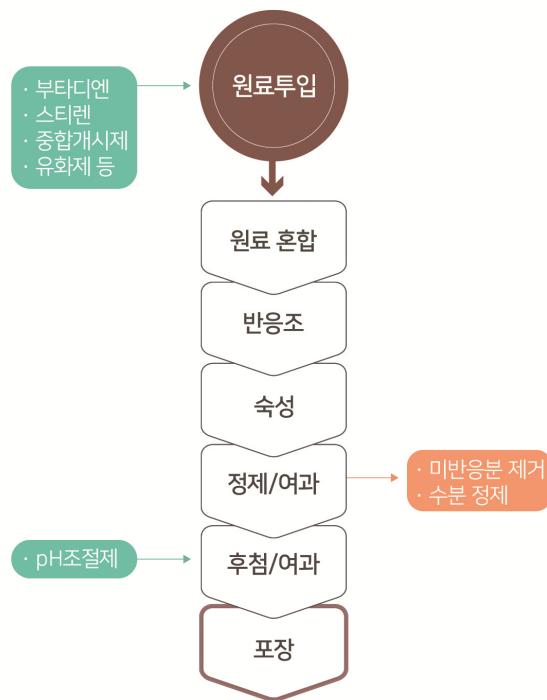 원료투입
· 부타디엔
· 스티렌
· 중합개시제
· 유화제 등
원료 혼합
반응조
숙성
정제/여과
· 미반응분 제거
· 수분 정제
· pH조절제
후첨/여과
포장